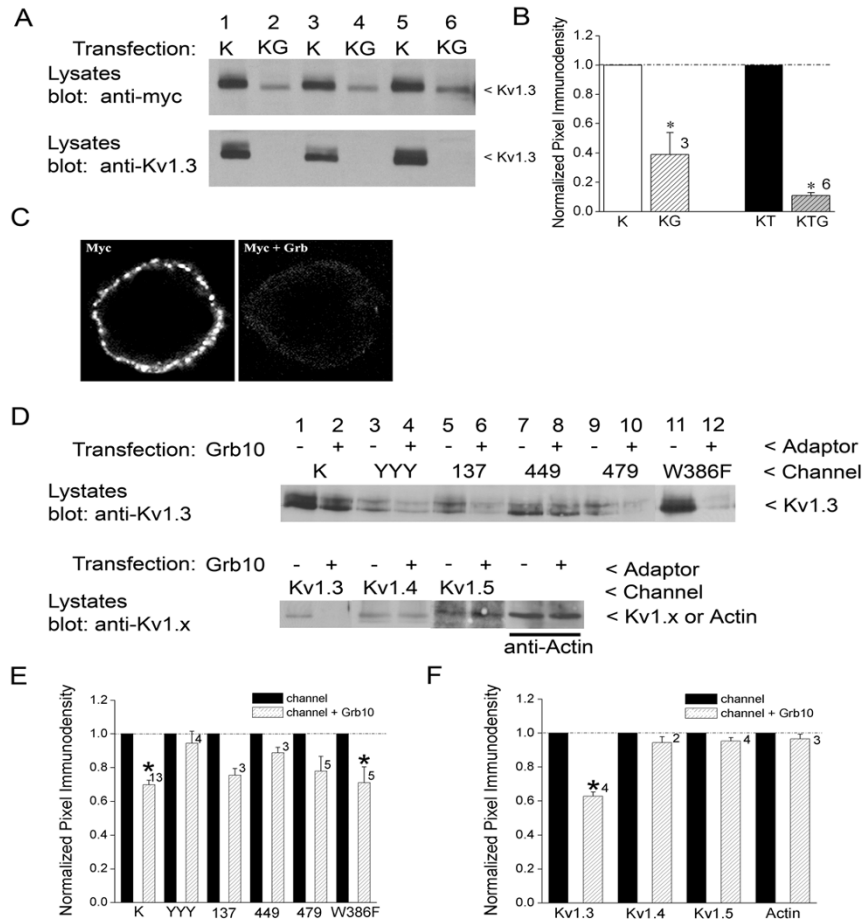 A
1 2 3 4 5 6
Transfection: K KG K KG K KG
Lysates
blot: anti-myc
< Kv1.3
Lysates
blot: anti-Kv1.3
< Kv1.3
B
Normalized Pixel Immunodensity
1.0
0.8
0.6
0.4
0.2
0.0
* 3
* 6
K KG KT KTG
C
Myc
Myc + Grb
D
1 2 3 4 5 6 7 8 9 10 11 12
Transfection: Grb10 - + - + - + - + - + - + < Adaptor
K YYY 137 449 479 W386F < Channel
Lystates
blot: anti-Kv1.3
< Kv1.3
Transfection: Grb10 - + - + - + - + < Adaptor
Kv1.3 Kv1.4 Kv1.5 < Channel
Lystates
blot: anti-Kv1.x
< Kv1.x or Actin
anti-Actin
E
Normalized Pixel Immunodensity
1.2
1.0
0.8
0.6
0.4
0.2
0.0
channel
channel + Grb10
* 13
4
3
3
5
* 5
K YYY 137 449 479 W386F
F
Normalized Pixel Immunodensity
1.2
1.0
0.8
0.6
0.4
0.2
0.0
channel
channel + Grb10
* 4
2
4
3
Kv1.3 Kv1.4 Kv1.5 Actin